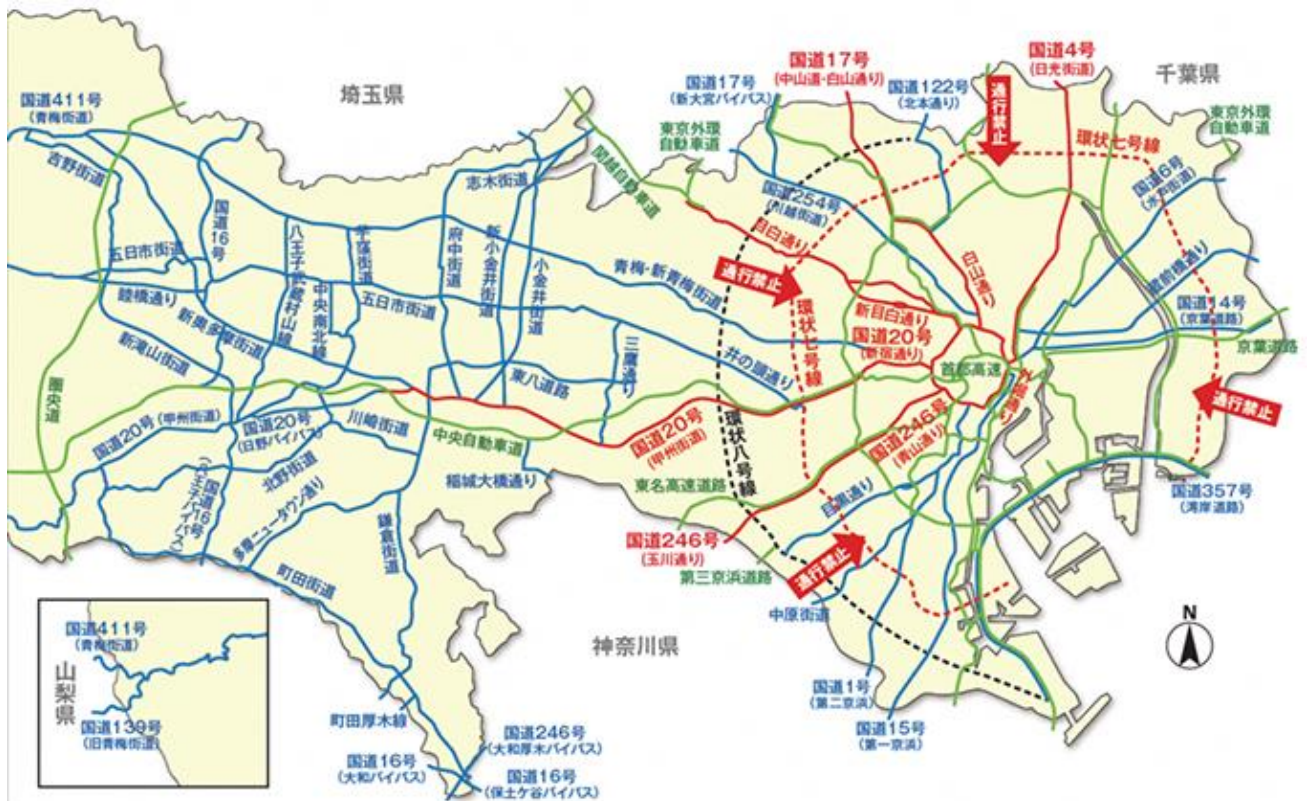 国道411号
(青梅街道)
吉野街道
埼玉県
国道17号
(新大宮バイパス)
国道17号
(中山道・白山通り)
国道122号
(北本通り)
国道4号
(日光街道)
千葉県
通行禁止
東京外環
自動車道
東京外環
自動車道
環状七号線
国道6号
(水戸街道)
関越自動車道
志木街道
国道254号
(川越街道)
目白通り
国道16号
五日市街道
睦橋通り
新奥多摩街道
新滝山街道
八王子武蔵村山線
中央南北線
芋窪街道
五日市街道
府中街道
新小金井街道
小金井街道
青梅・新青梅街道
通行禁止
環状七号線
白山通り
蔵前橋通り
国道14号
(京葉道路)
京葉道路
新目白通り
国道20号
(新宿通り)
首都高速
外堀通り
三鷹通り
井の頭通り
東八道路
圏央道
国道20号(甲州街道)
国道20号
(日野バイパス)
川崎街道
中央自動車道
国道20号
(甲州街道)
環状八号線
国道246号
(青山通り)
通行禁止
国道16号
(八王子バイパス)
北野街道
多摩ニュータウン通り
稲城大橋通り
鎌倉街道
東名高速道路
目黒通り
国道357号
(湾岸道路)
国道246号
(玉川通り)
第三京浜道路
通行禁止
中原街道
町田街道
神奈川県
N
国道411号
(青梅街道)
山梨県
国道139号
(旧青梅街道)
町田厚木線
国道16号
(大和バイパス)
国道246号
(大和厚木バイパス)
国道16号
(保土ケ谷バイパス)
国道1号
(第二京浜)
国道15号
(第一京浜)